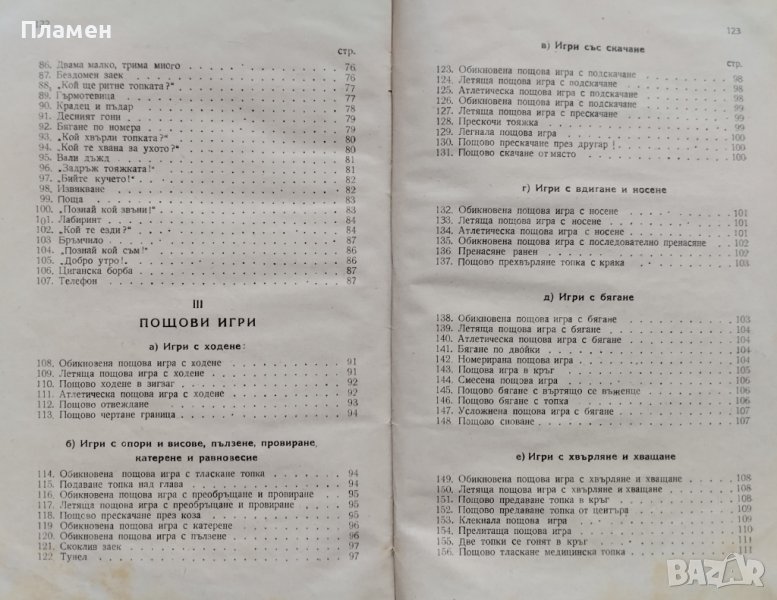 Пламен
122
стр.
86. Двама малко, трима много 76
87. Бездомен заек 76
88. „Кой ще ритне топката?“ 77
89. Гърмотевица 77
90. Крадец и пъдар 78
91. Десният гони 79
92. Бягане по номера 79
93. „Кой хвърли топката?“ 80
94. „Кой те хвана за ухото?“ 80
95. Вали дъжд 81
96. „Задръж тояжката!“ 81
97. „Бийте кучето!“ 82
98. Извикване 82
99. Поща 83
100. „Познай кой звъни!“ 84
101. Лабиринт 84
102. „Кой те езди?“ 84
103. Бръмчило 86
104. „Познай кой съм!“ 86
105. „Добро утро!“ 86
106. Циганска борба 87
107. Телефон 87
III
ПОЩОВИ ИГРИ
а) Игри с ходене:
108. Обикновена пощова игра с ходене 91
109. Летяща пощова игра с ходене 91
110. Пощово ходене в зигзаг 92
111. Атлетическа пощова игра с ходене 92
112. Пощово отвеждане 93
113. Пощово чертане граница 94
б) Игри с опори и висове, пълзене, провиране,
катерене и равновесие
114. Обикновена пощова игра с тласкане топка 94
115. Подаване топка над глава 94
116. Обикновена пощова игра с преобръщане и провиране 95
117. Летяща пощова игра с преобръщане и провиране 95
118. Пощово прескачане през коза 95
119. Обикновена пощова игра с катерене 96
120. Обикновена пощова игра с пълзене 96
121. Скоклив заек 97
122. Тунел 97
123
в) Игри със скачане
стр.
123. Обикновена пощова игра с подскачане 98
124. Летяща пощова игра с подскачане 98
125. Атлетическа пощова игра с подскачане 98
126. Обикновена пощова игра с подскачане 99
127. Летяща пощова игра с прескачане 99
128. Прескочи тояжка 99
129. Легнала пощова игра 100
130. Пощово прескачане през другар! 100
131. Пощово скачане от място 100
г) Игри с вдигане и носене
132. Обикновена пощова игра с носене 101
133. Летяща пощова игра с носене 101
134. Атлетическа пощова игра с носене 101
135. Обикновена пощова игра с последователно пренасяне 102
136. Пренасяне ранен 102
137. Пощово прехвърляне топка с крака 103
д) Игри с бягане
138. Обикновена пощова игра с бягане 103
139. Летяща пощова игра с бягане 104
140. Атлетическа пощова игра с бягане 104
141. Бягане по двойки 104
142. Номерирана пощова игра 104
143. Пощова игра в кръг 105
144. Смесена пощова игра 106
145. Пощово бягане с въртящо се въженце 106
146. Пощово бягане с топка 106
147. Усложнена пощова игра с бягане 107
148. Пощово сноване 107
е) Игри с хвърляне и хващане
149. Обикновена пощова игра с хвърляне и хващане 108
150. Летяща пощова игра с хвърляне и хващане 108
151. Пощово предаване топка в кръг 108
152. Пощово предаване топка от центъра 109
153. Клекнала пощова игра 109
154. Прелитаща пощова игра 110
155. Две топки се гонят в кръг 111
156. Пощово тласкане медицинска топка 111
bazar.bg